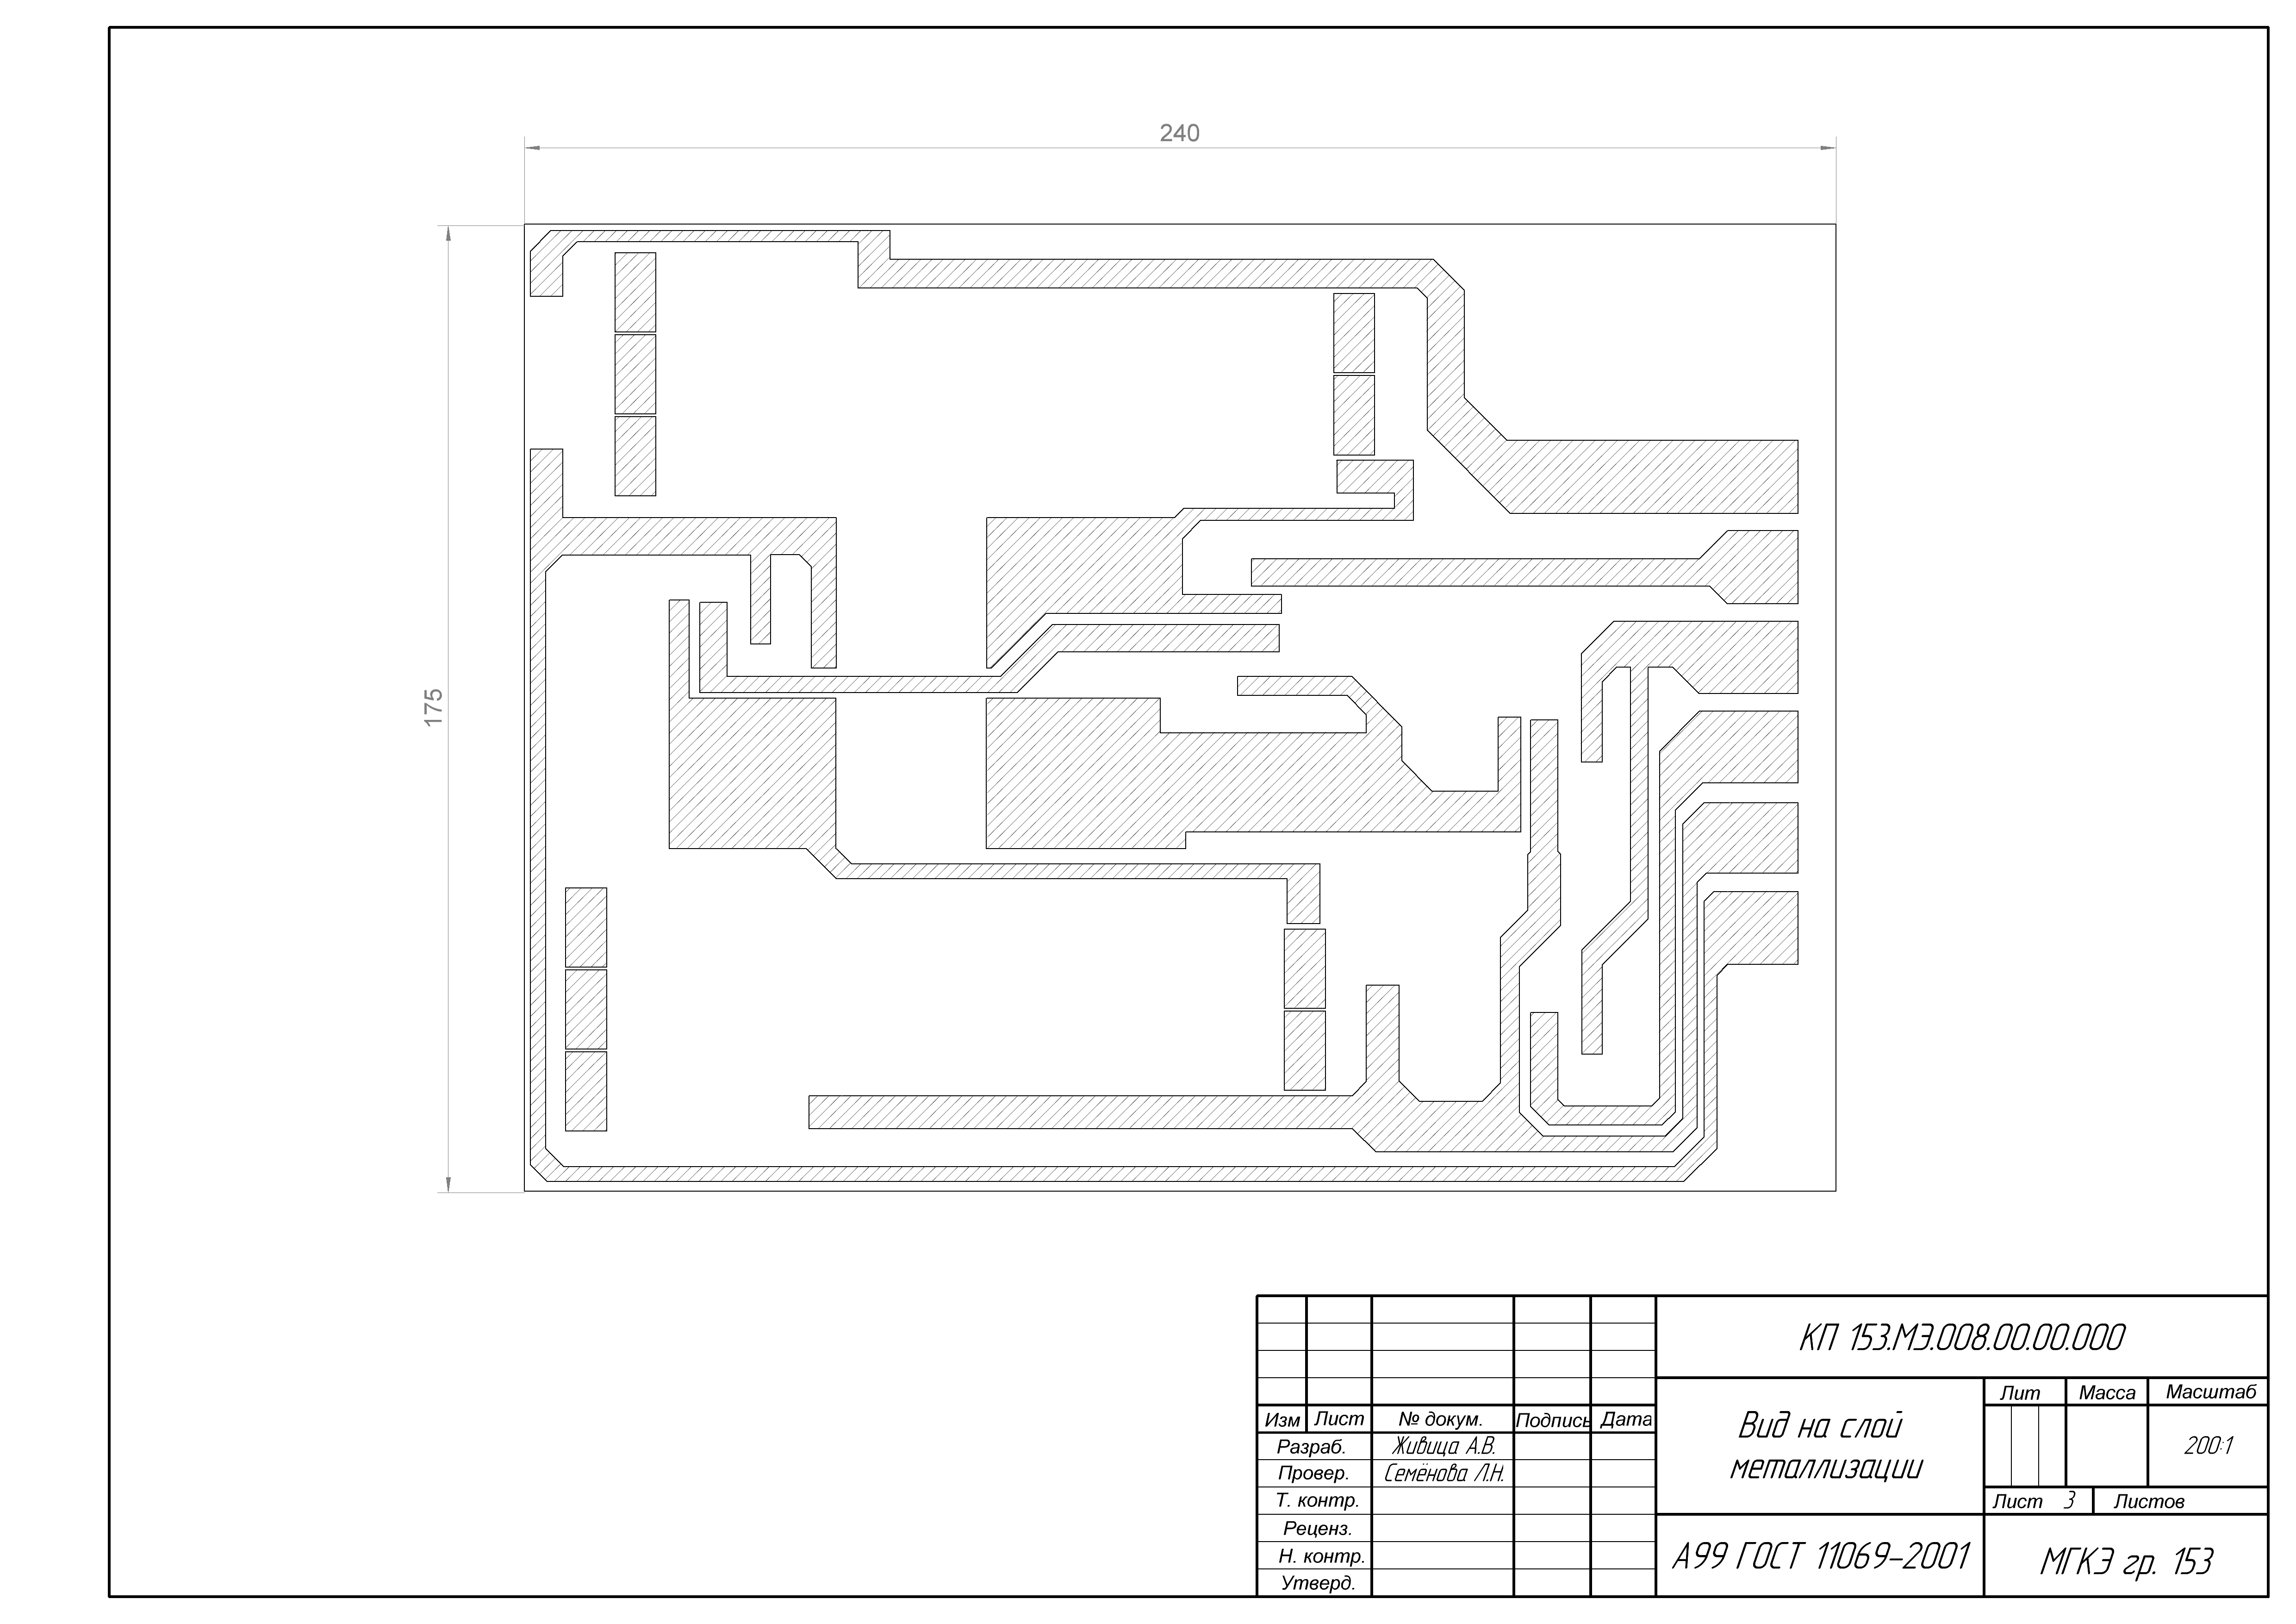 240
175
КП 153.МЭ.008.00.00.000
Лит Масса Масштаб
Изм Лист № докум. Подпись Дата
Вид на слой
металлизации
200:1
Разраб. Живица А.В.
Провер. Семёнова Л.Н.
Т. контр.
Лист 3 Листов
Реценз.
Н. контр.
Утверд.
А99 ГОСТ 11069-2001
МГКЭ гр. 153